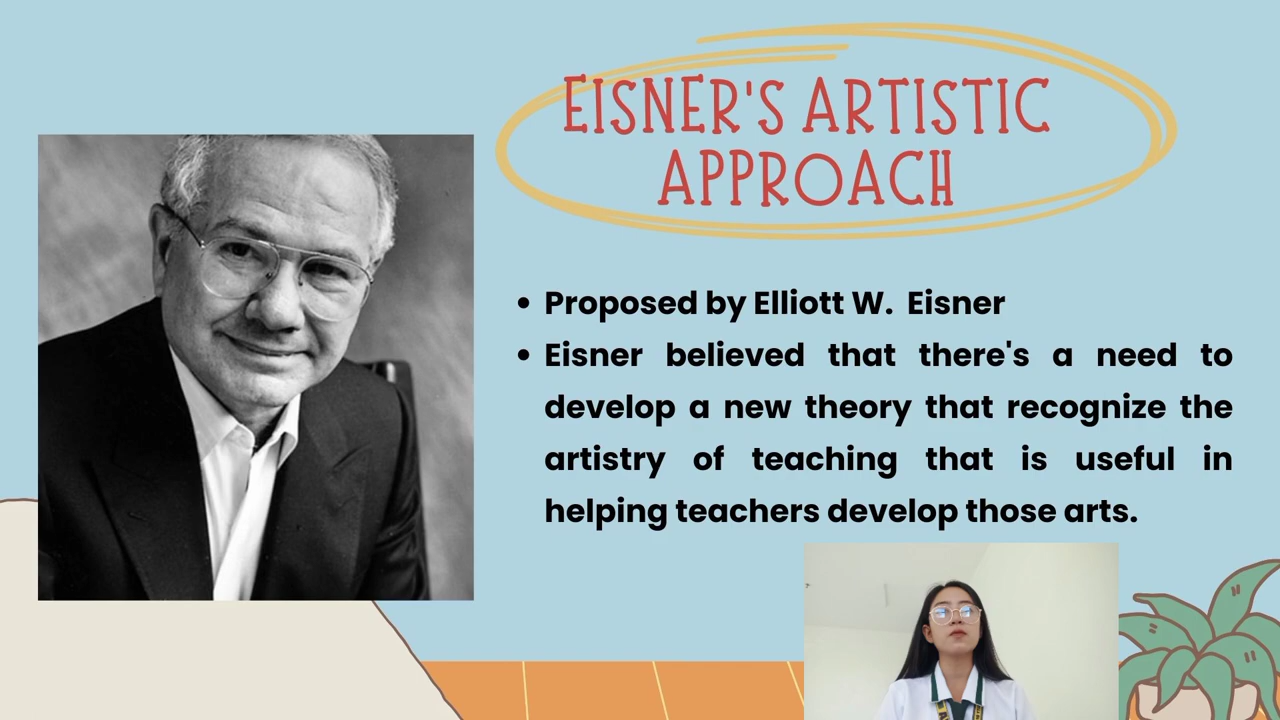 EISNER'S ARTISTIC
APPROACH
• Proposed by Elliott W. Eisner
• Eisner believed that there's a need to
develop a new theory that recognize the
artistry of teaching that is useful in
helping teachers develop those arts.